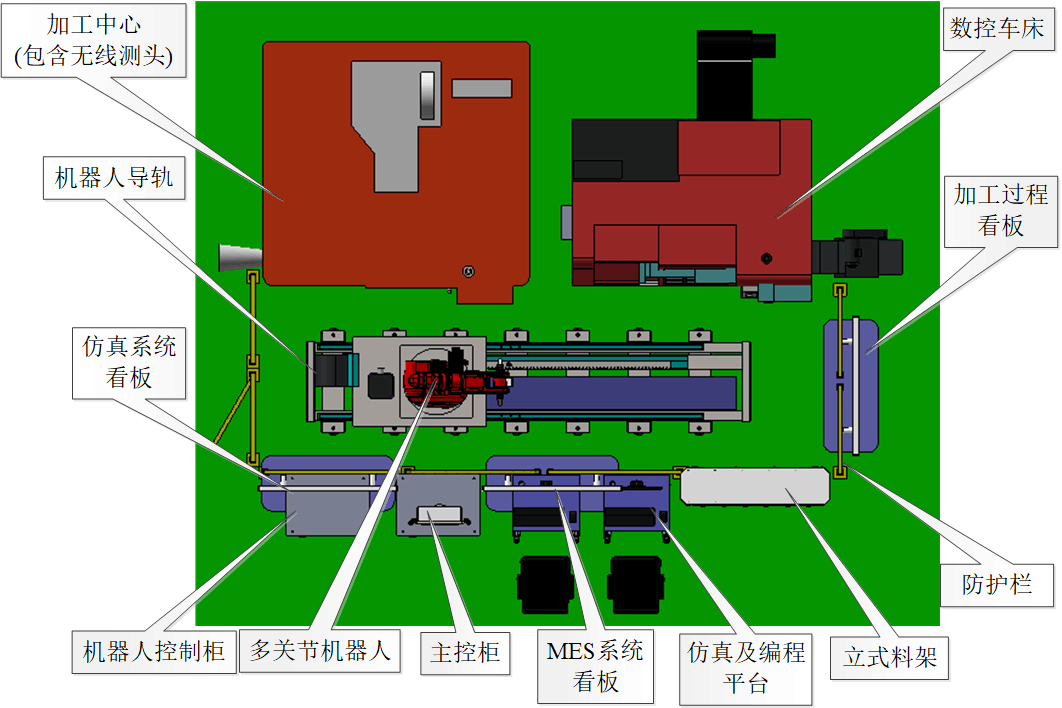 加工中心
(包含无线测头)
数控车床
机器人导轨
加工过程
看板
仿真系统
看板
防护栏
机器人控制柜
多关节机器人
主控柜
MES系统
看板
仿真及编程
平台
立式料架